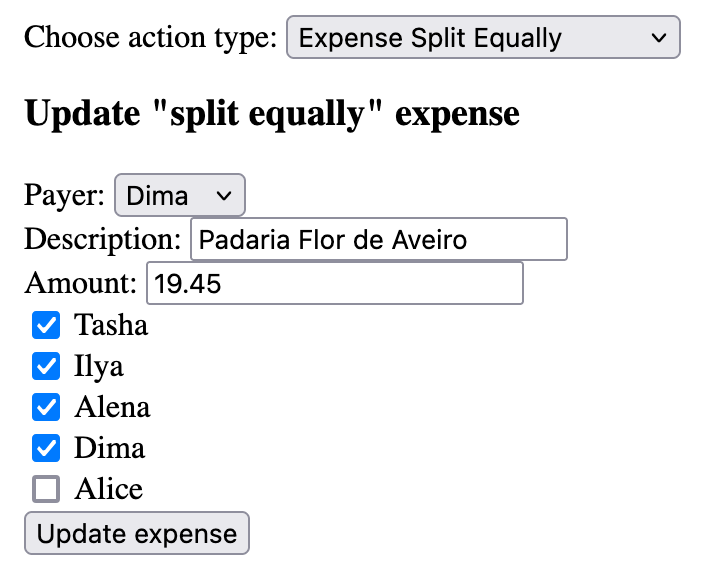 Choose action type: Expense Split Equally
Update "split equally" expense
Payer: Dima
Description: Padaria Flor de Aveiro
Amount: 19.45
Tasha
Ilya
Alena
Dima
Alice
Update expense